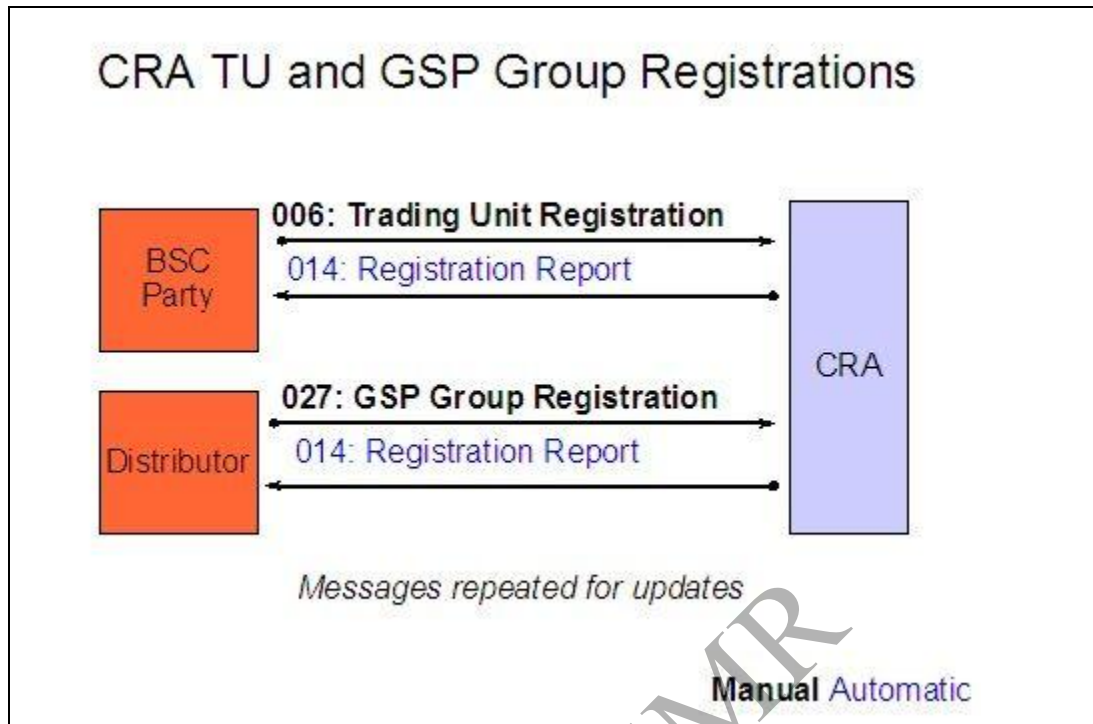 CRA TU and GSP Group Registrations
006: Trading Unit Registration
BSC
Party
014: Registration Report
CRA
027: GSP Group Registration
Distributor
014: Registration Report
Messages repeated for updates
Manual Automatic